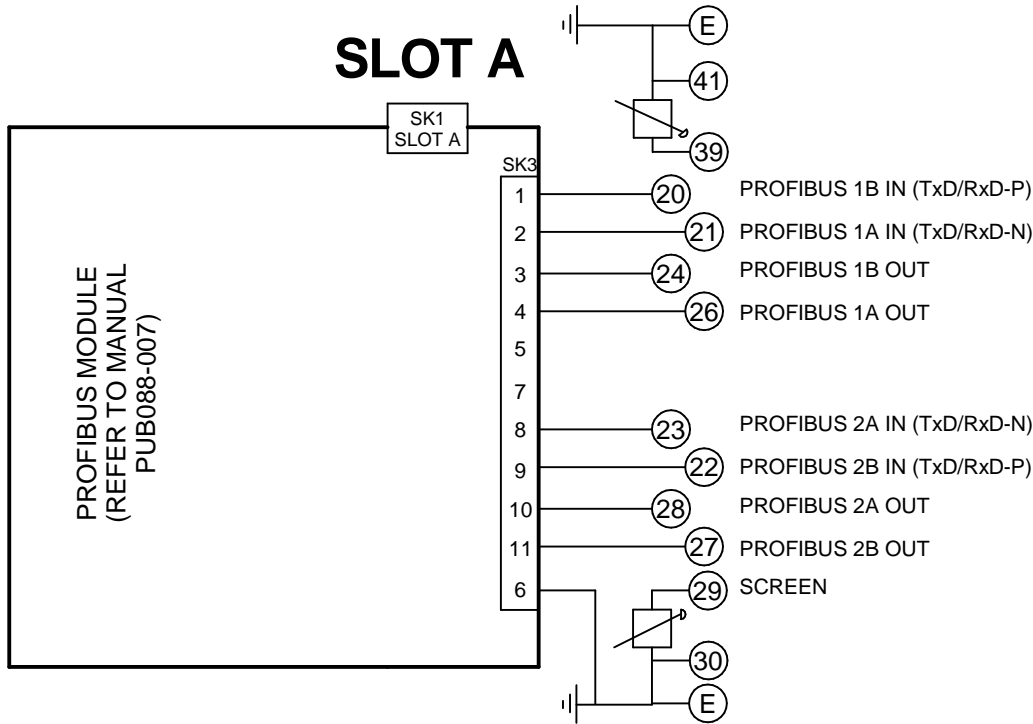 SLOT A
SK1
SLOT A
E
41
39
SK3
1
20
PROFIBUS 1B IN (TxD/RxD-P)
2
21
PROFIBUS 1A IN (TxD/RxD-N)
3
24
PROFIBUS 1B OUT
4
26
PROFIBUS 1A OUT
5
7
8
23
PROFIBUS 2A IN (TxD/RxD-N)
9
22
PROFIBUS 2B IN (TxD/RxD-P)
10
28
PROFIBUS 2A OUT
11
27
PROFIBUS 2B OUT
6
29
SCREEN
30
E
PROFIBUS MODULE
(REFER TO MANUAL
PUB088-007)